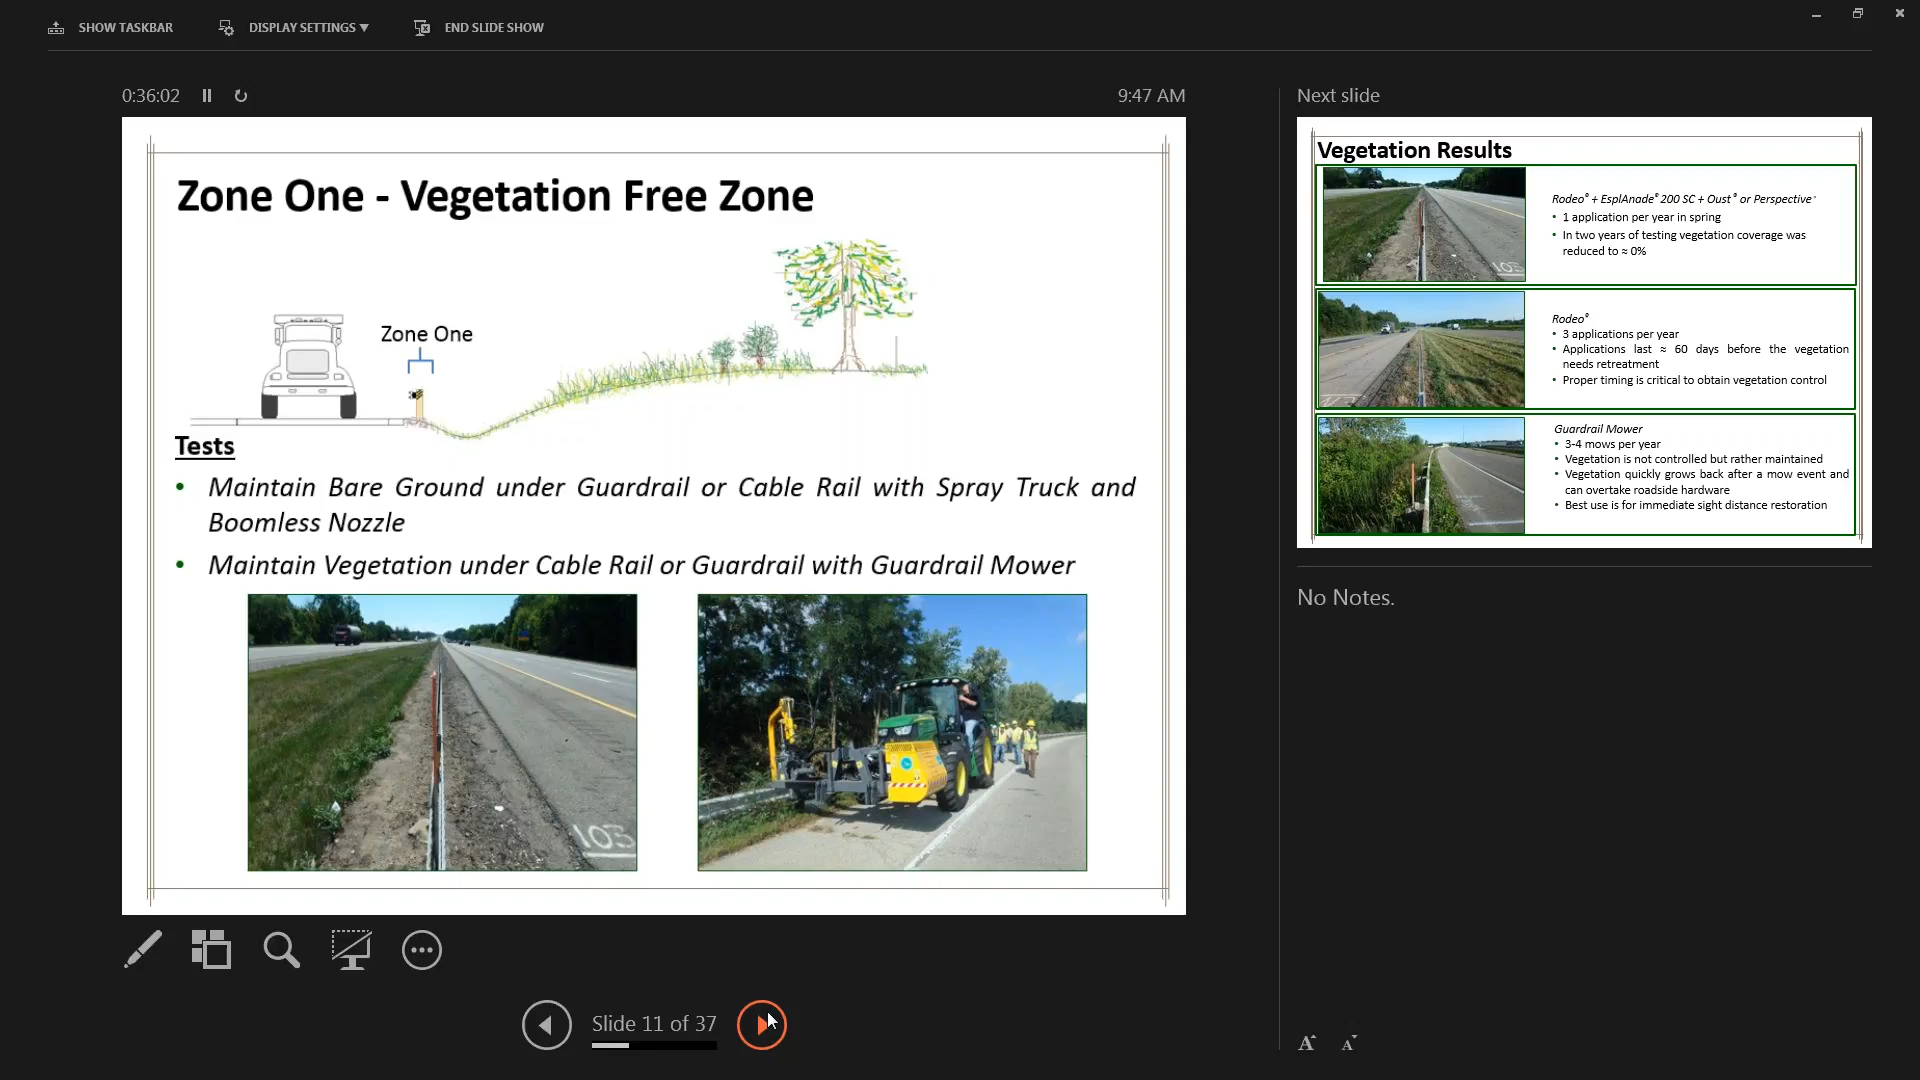 SHOW TASKBAR
DISPLAY SETTINGS
END SLIDE SHOW
0:36:02
9:47 AM
Next slide
Zone One - Vegetation Free Zone
Zone One
Tests
• Maintain Bare Ground under Guardrail or Cable Rail with Spray Truck and
Boomless Nozzle
• Maintain Vegetation under Cable Rail or Guardrail with Guardrail Mower
103
Vegetation Results
Rodeo® + EsplAnade® 200 SC + Oust® or Perspective
• 1 application per year in spring
• In two years of testing vegetation coverage was
reduced to ≈ 0%
103
Rodeo®
• 3 applications per year
• Applications last ≈ 60 days before the vegetation
needs retreatment
• Proper timing is critical to obtain vegetation control
Guardrail Mower
• 3-4 mows per year
• Vegetation is not controlled but rather maintained
• Vegetation quickly grows back after a mow event and
can overtake roadside hardware
• Best use is for immediate sight distance restoration
No Notes.
Slide 11 of 37
A A